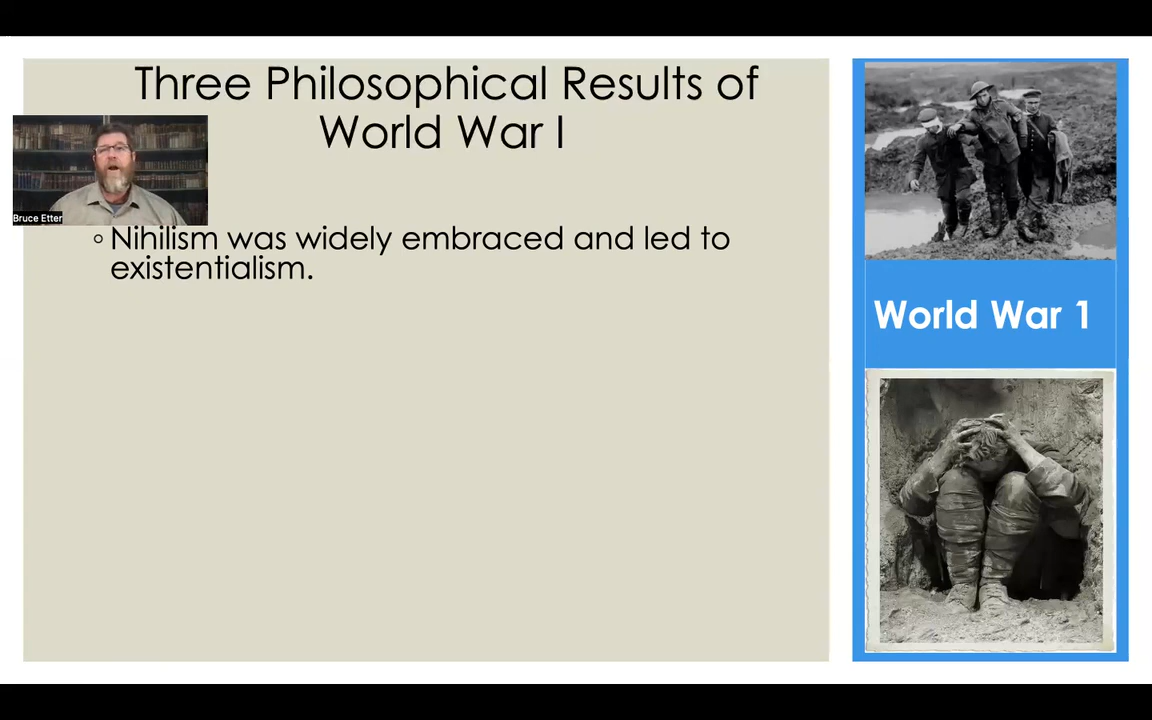 Three Philosophical Results of
World War I
Bruce Etter
◦ Nihilism was widely embraced and led to
existentialism.
World War 1